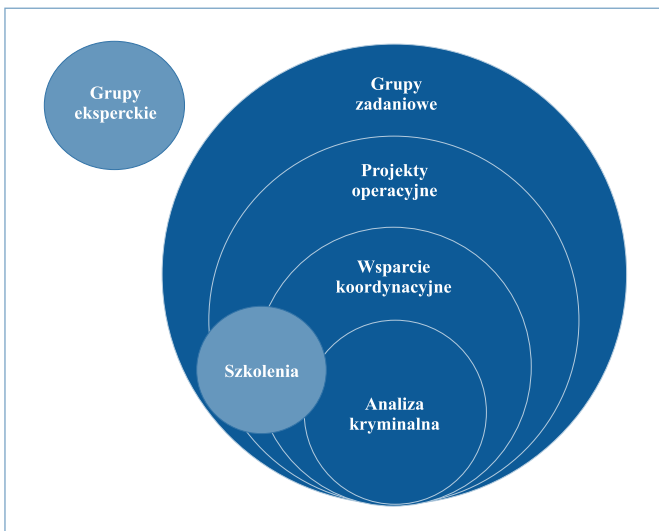 Grupy
eksperckie
Grupy
zadaniowe
Projekty
operacyjne
Wsparcie
koordynacyjne
Szkolenia
Analiza
kryminalna